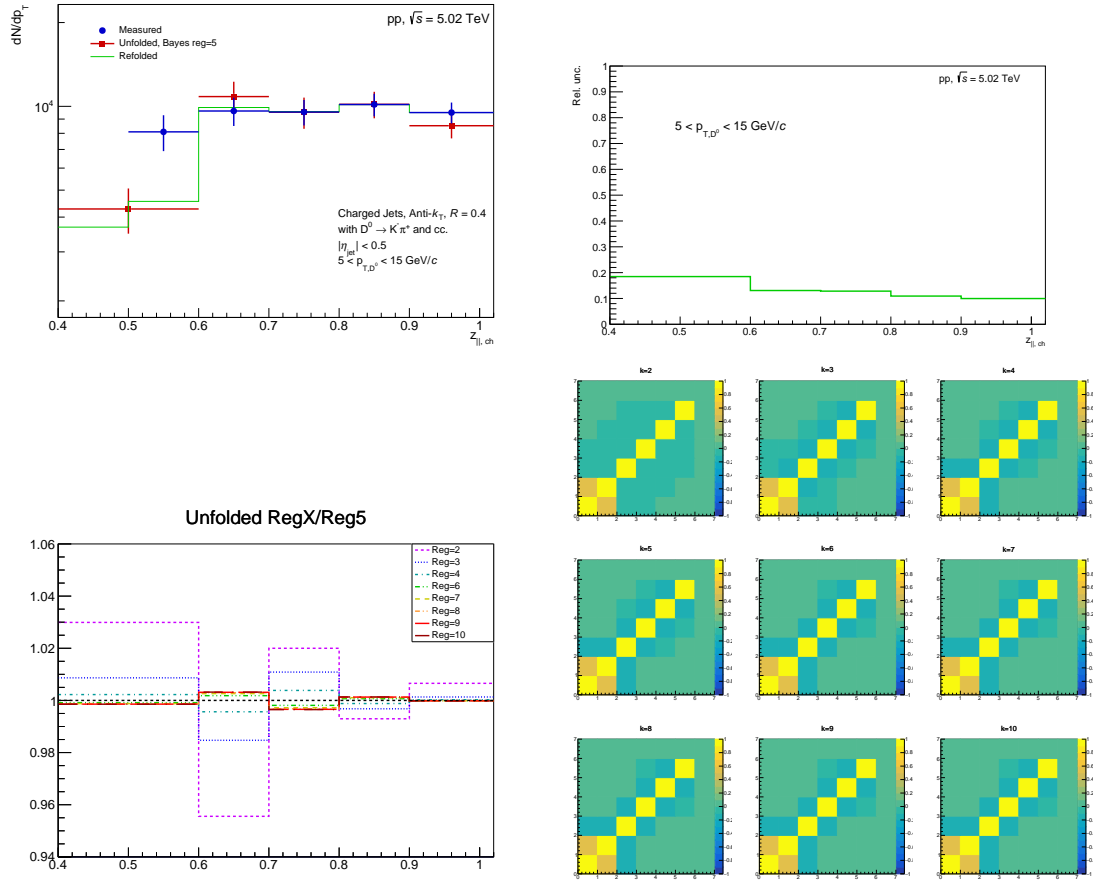 dN/dp_T
pp, √s = 5.02 TeV
Measured
Unfolded, Bayes reg=5
Refolded
10^4
Charged Jets, Anti-k_T, R = 0.4
with D^0 → K^-π^+ and cc.
|η_jet| < 0.5
5 < p_T,D^0 < 15 GeV/c
0.4 0.5 0.6 0.7 0.8 0.9 1
z_||, ch
Rel. unc.
pp, √s = 5.02 TeV
5 < p_T,D^0 < 15 GeV/c
1
0.9
0.8
0.7
0.6
0.5
0.4
0.3
0.2
0.1
0
0.4 0.5 0.6 0.7 0.8 0.9 1
z_||, ch
Unfolded RegX/Reg5
1.06
1.04
1.02
1
0.98
0.96
0.94
Reg=2
Reg=3
Reg=4
Reg=6
Reg=7
Reg=8
Reg=9
Reg=10
0.4 0.5 0.6 0.7 0.8 0.9 1
k=2
k=3
k=4
k=5
k=6
k=7
k=8
k=9
k=10